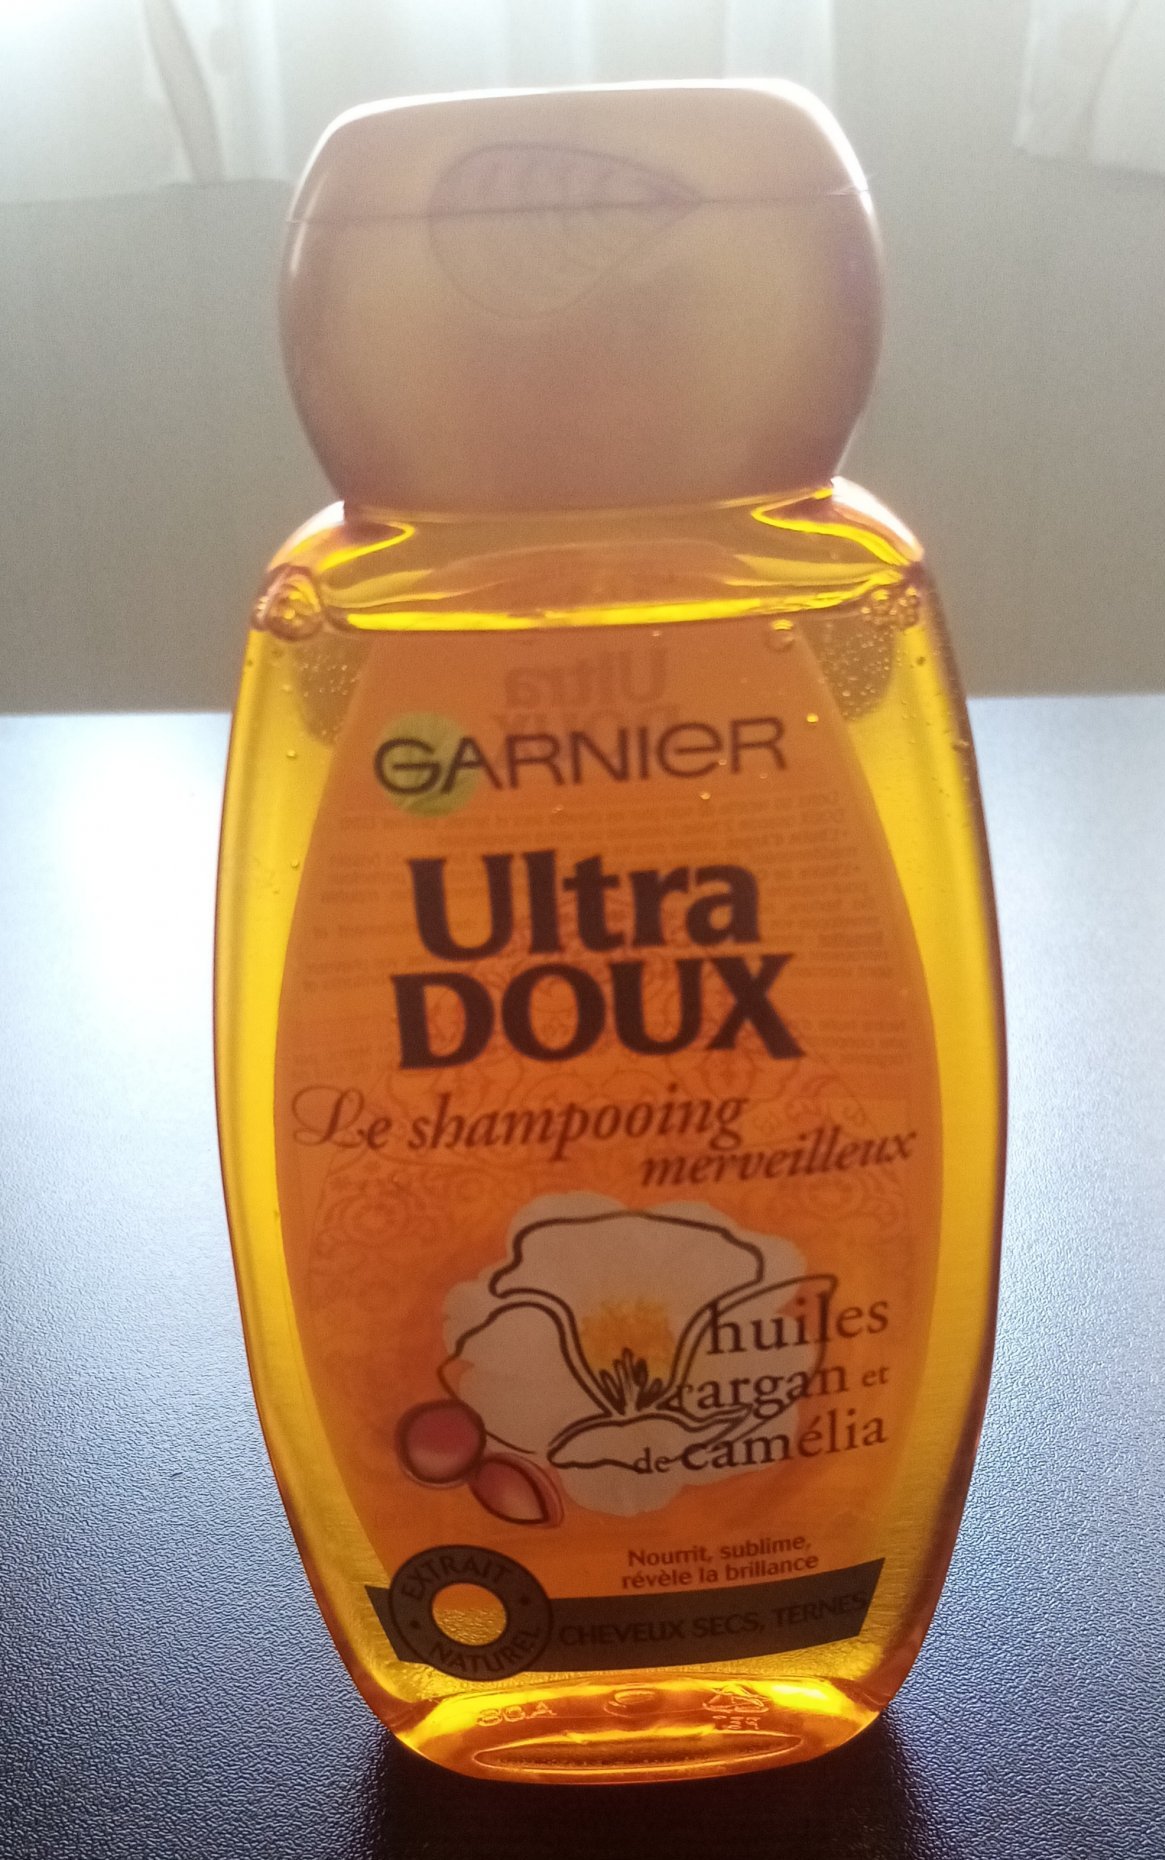 GARNIER
Ultra
DOUX
Le shampooing
merveilleux
huiles
d'argan et
de camélia
Nourrit, sublime,
révèle la brillance
EXTRAIT
NATUREL
CHEVEUX SECS, TERNES